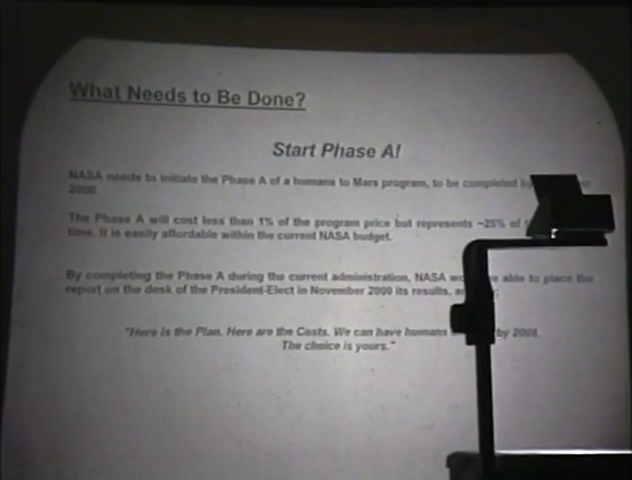 What Needs to Be Done?
Start Phase A!
NASA needs to initiate the Phase A of a humans to Mars program, to be completed by
2000.
The Phase A will cost less than 1% of the program price but represents ~25% of
time. It is easily affordable within the current NASA budget.
By completing the Phase A during the current administration, NASA able to place the
report on the desk of the President-Elect in November 2000 its results,
"Here is the Plan. Here are the Costs. We can have humans by 2008.
The choice is yours."